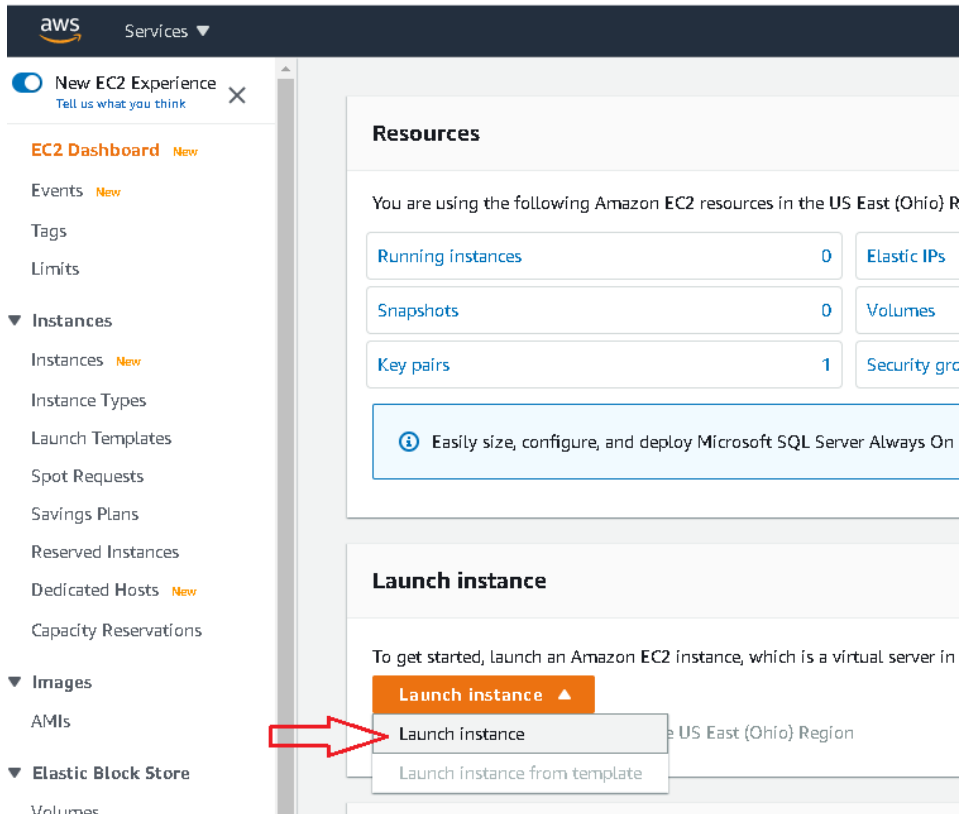 aws Services
New EC2 Experience
Tell us what you think
EC2 Dashboard New
Events New
Tags
Limits
Instances
Instances New
Instance Types
Launch Templates
Spot Requests
Savings Plans
Reserved Instances
Dedicated Hosts New
Capacity Reservations
Images
AMIs
Elastic Block Store
Volumes
Resources
You are using the following Amazon EC2 resources in the US East (Ohio) R
Running instances 0 Elastic IPs
Snapshots 0 Volumes
Key pairs 1 Security gro
Easily size, configure, and deploy Microsoft SQL Server Always On
Launch instance
To get started, launch an Amazon EC2 instance, which is a virtual server in
Launch instance
Launch instance
US East (Ohio) Region
Launch instance from template